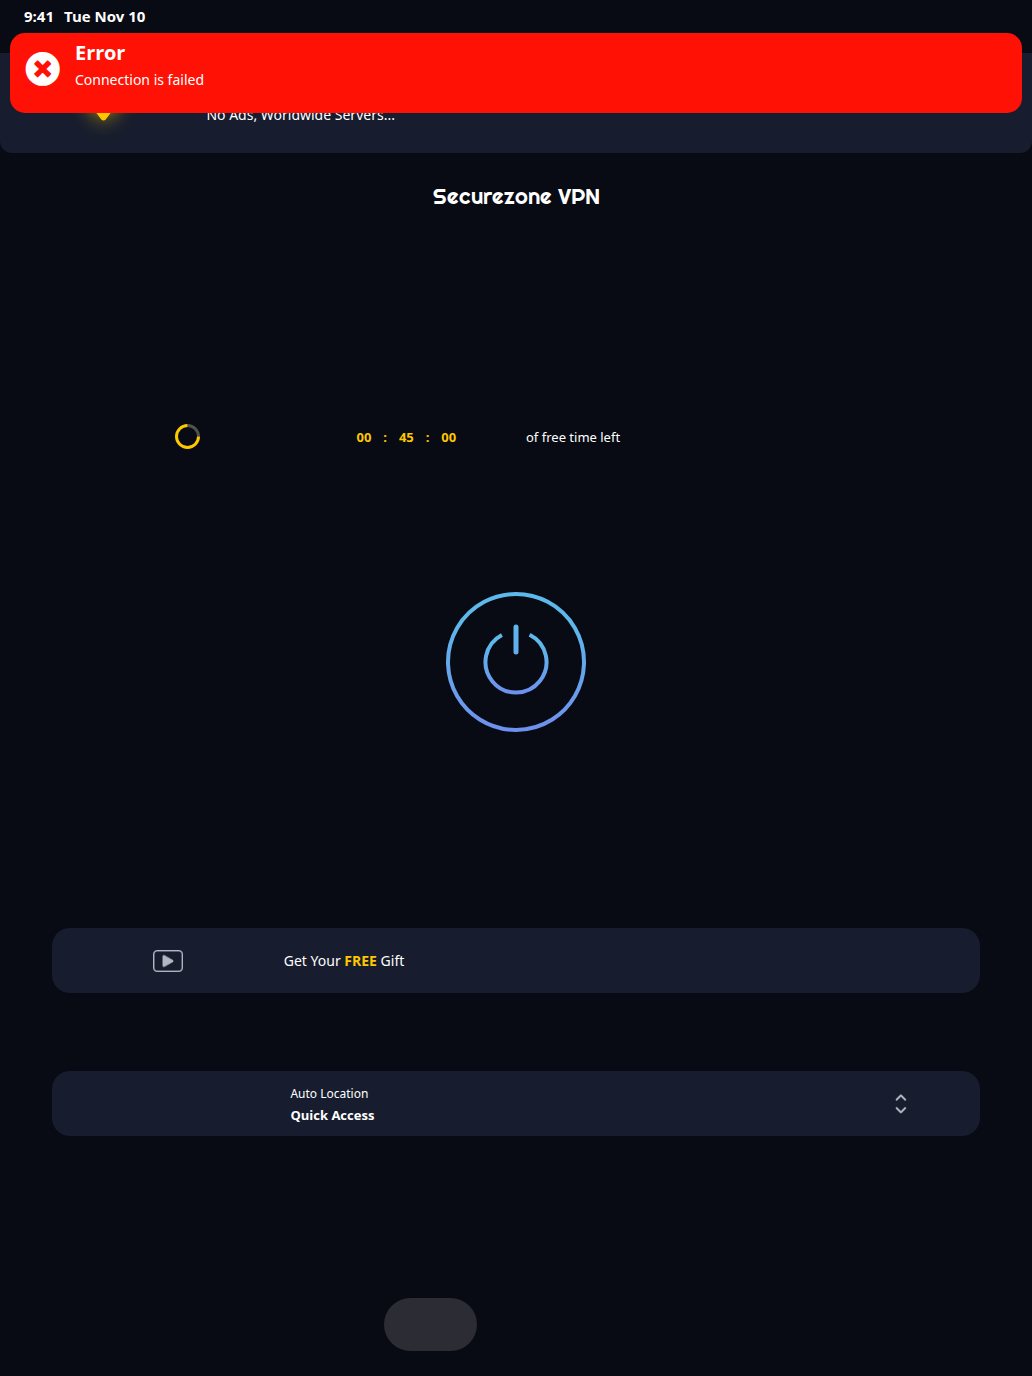 9:41 Tue Nov 10
Error
Connection is failed
No Ads, Worldwide Servers...
Securezone VPN
00 : 45 : 00 of free time left
Get Your FREE Gift
Auto Location
Quick Access